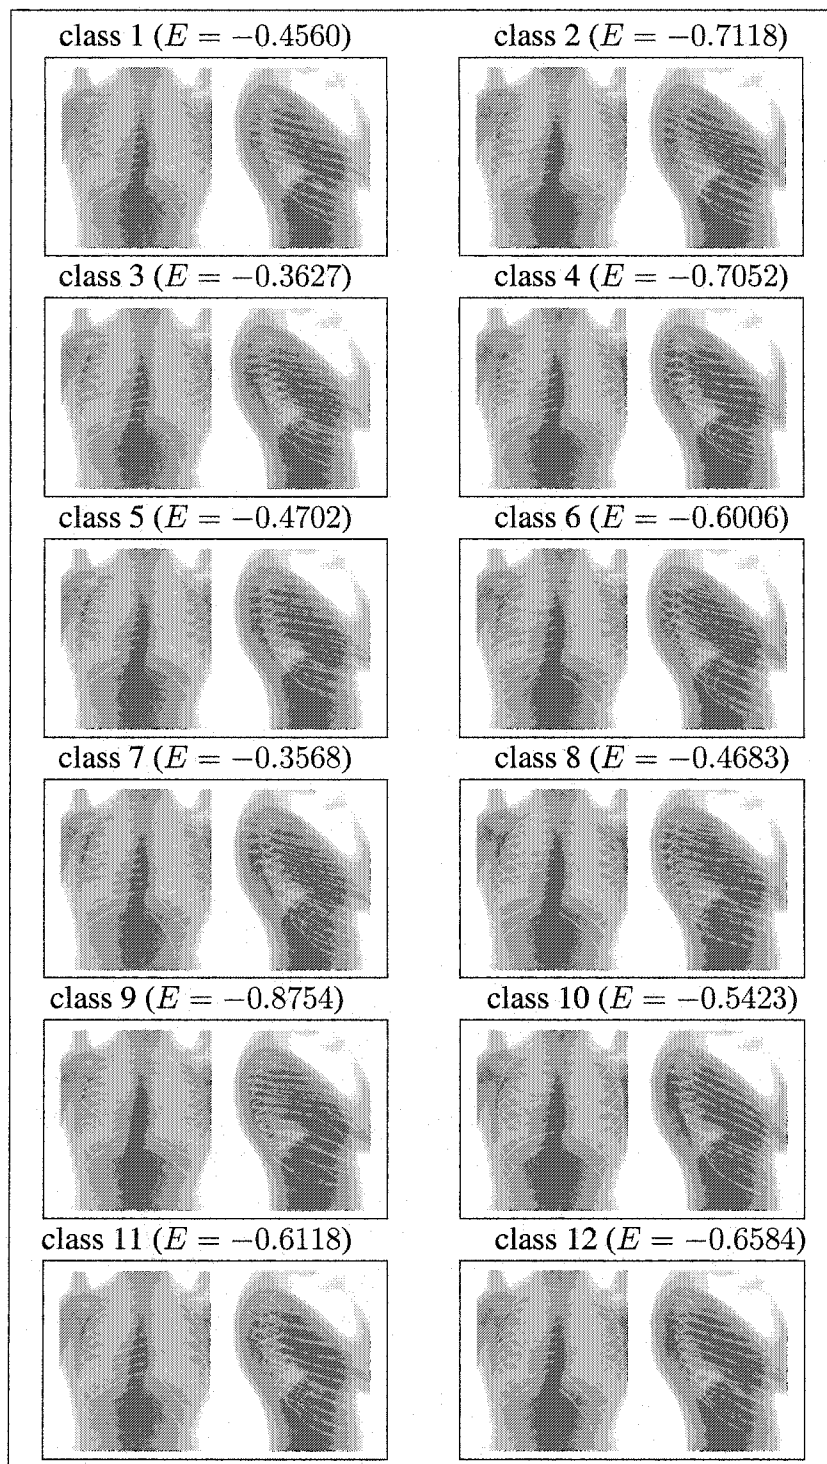 class 1 (E = −0.4560)
class 2 (E = −0.7118)
class 3 (E = −0.3627)
class 4 (E = −0.7052)
class 5 (E = −0.4702)
class 6 (E = −0.6006)
class 7 (E = −0.3568)
class 8 (E = −0.4683)
class 9 (E = −0.8754)
class 10 (E = −0.5423)
class 11 (E = −0.6118)
class 12 (E = −0.6584)